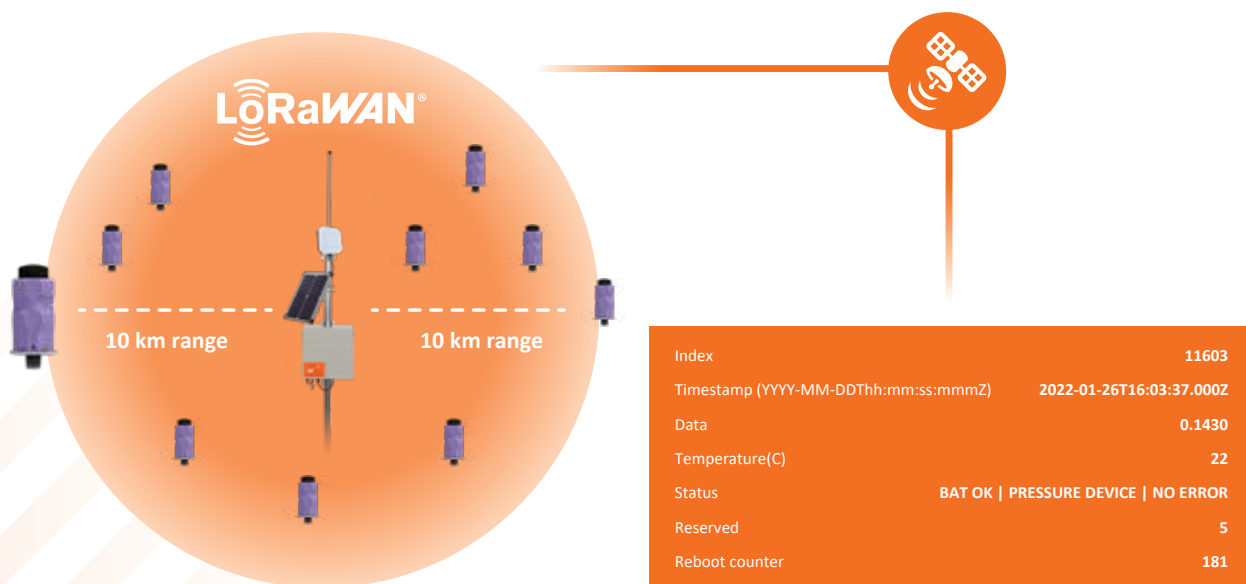 LoRaWAN®
10 km range
10 km range
Index 11603
Timestamp (YYYY-MM-DDThh:mm:ss:mmmZ) 2022-01-26T16:03:37.000Z
Data 0.1430
Temperature(C) 22
Status BAT OK | PRESSURE DEVICE | NO ERROR
Reserved 5
Reboot counter 181